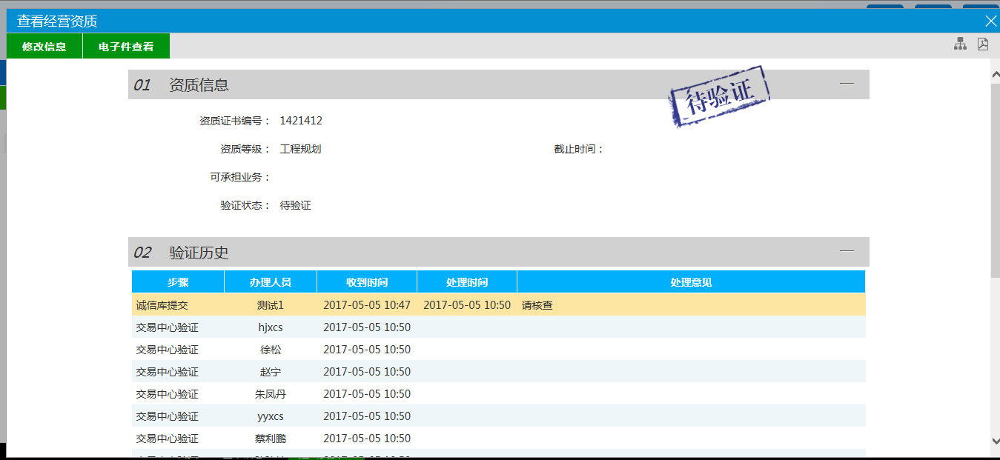 查看经营资质
修改信息 电子件查看
01 资质信息
待验证
资质证书编号： 1421412
资质等级： 工程规划 截止时间：
可承担业务：
验证状态： 待验证
02 验证历史
步骤 办理人员 收到时间 处理时间 处理意见
诚信库提交 测试1 2017-05-05 10:47 2017-05-05 10:50 请核查
交易中心验证 hjxcs 2017-05-05 10:50
交易中心验证 徐松 2017-05-05 10:50
交易中心验证 赵宁 2017-05-05 10:50
交易中心验证 朱凤丹 2017-05-05 10:50
交易中心验证 yyxcs 2017-05-05 10:50
交易中心验证 蔡利鹏 2017-05-05 10:50